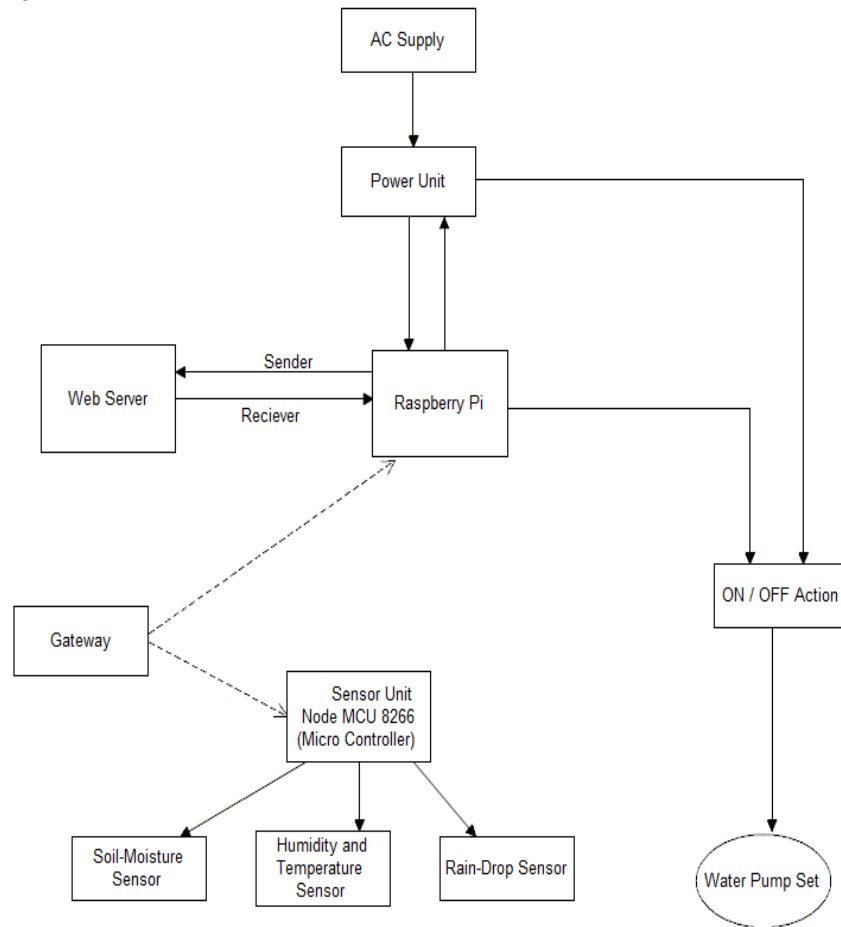 AC Supply
Power Unit
Sender
Web Server
Raspberry Pi
Reciever
ON / OFF Action
Gateway
Sensor Unit
Node MCU 8266
(Micro Controller)
Soil-Moisture
Sensor
Humidity and
Temperature
Sensor
Rain-Drop Sensor
Water Pump Set